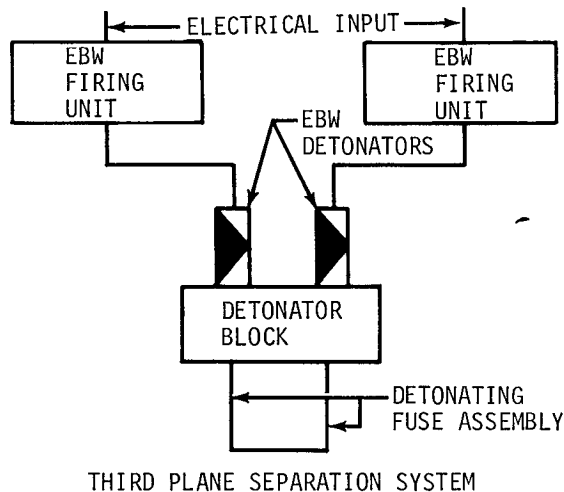 ELECTRICAL INPUT
EBW
FIRING
UNIT
EBW
FIRING
UNIT
EBW
DETONATORS
DETONATOR
BLOCK
DETONATING
FUSE ASSEMBLY
THIRD PLANE SEPARATION SYSTEM